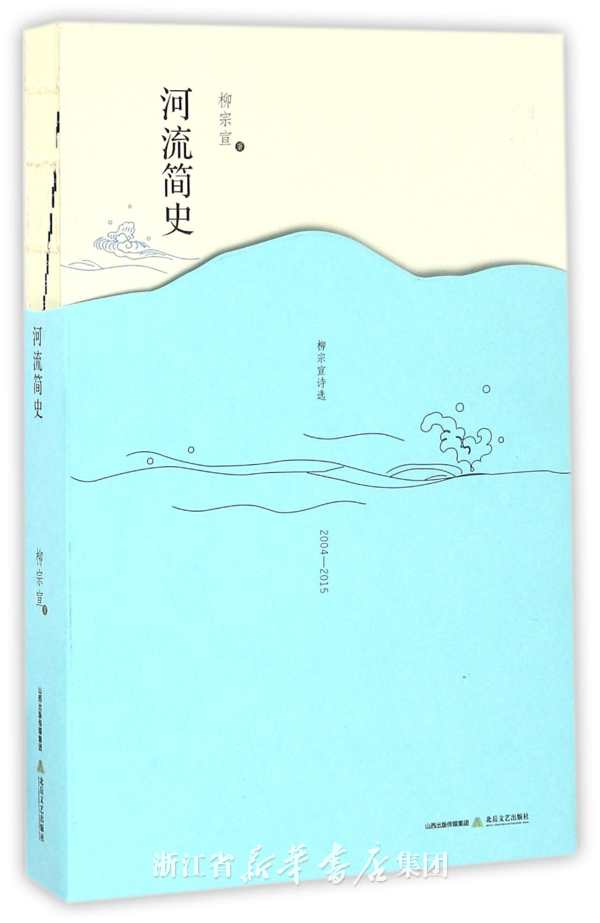 河流简史
柳宗宣 著
柳宗宣诗选
2004—2015
山西出版传媒集团 北岳文艺出版社
河流简史
柳宗宣 著
山西出版传媒集团
北岳文艺出版社
浙江省新华书店集团